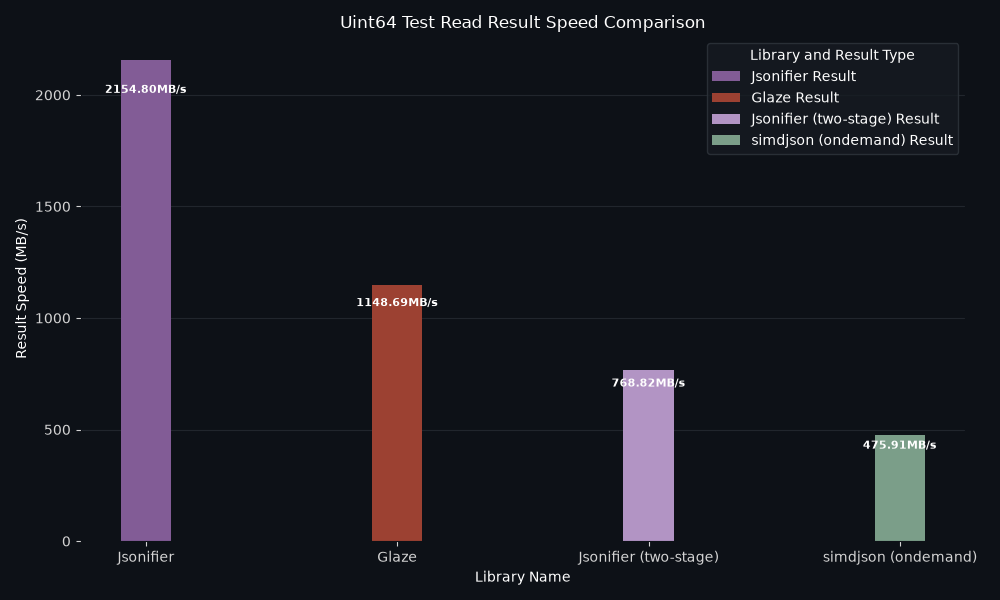 Uint64 Test Read Result Speed Comparison
Library and Result Type
Jsonifier Result
Glaze Result
Jsonifier (two-stage) Result
simdjson (ondemand) Result
2154.80MB/s
1148.69MB/s
768.82MB/s
475.91MB/s
Result Speed (MB/s)
2000
1500
1000
500
0
Jsonifier
Glaze
Jsonifier (two-stage)
simdjson (ondemand)
Library Name